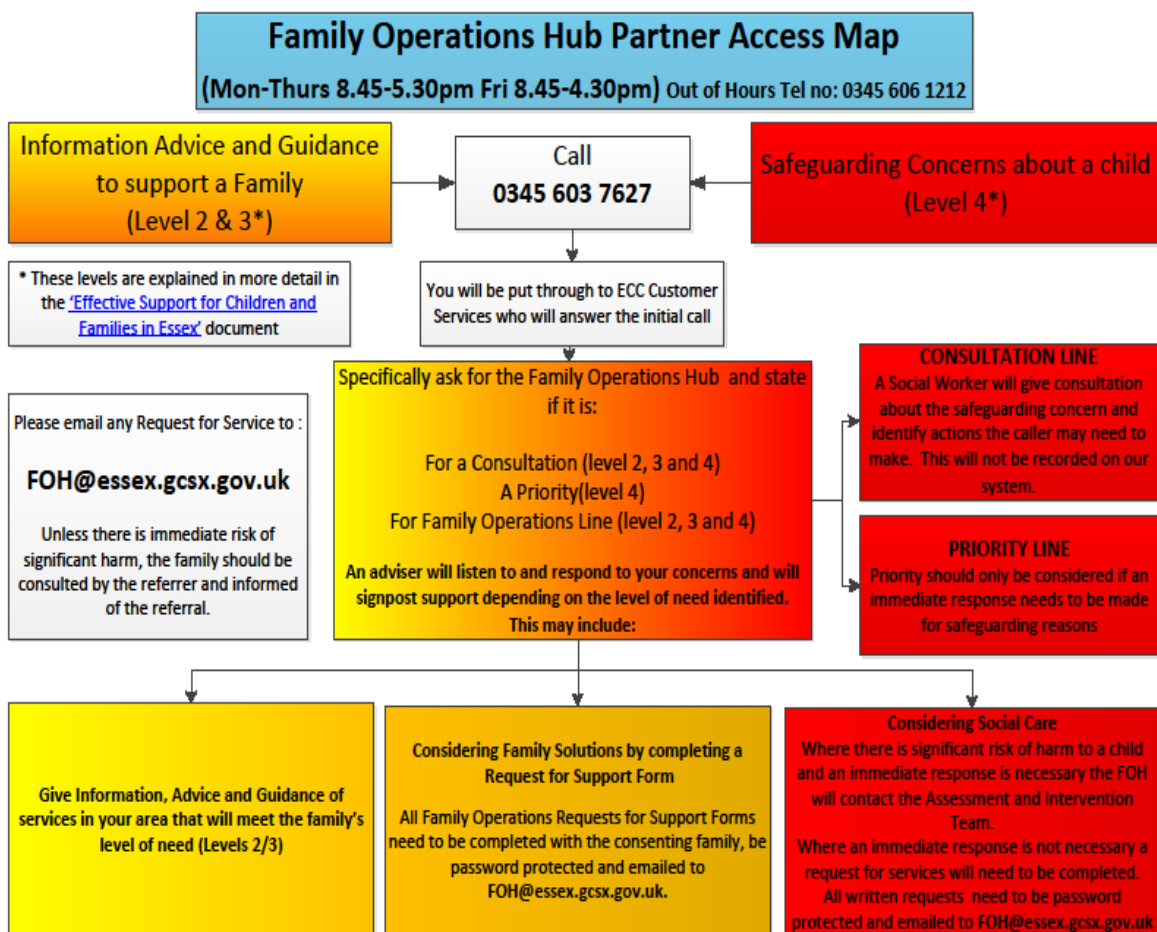 Family Operations Hub Partner Access Map
(Mon-Thurs 8.45-5.30pm Fri 8.45-4.30pm) Out of Hours Tel no: 0345 606 1212
Information Advice and Guidance
to support a Family
(Level 2 & 3*)
Call
0345 603 7627
Safeguarding Concerns about a child
(Level 4*)
* These levels are explained in more detail in
the 'Effective Support for Children and
Families in Essex' document
You will be put through to ECC Customer
Services who will answer the initial call
Please email any Request for Service to :
FOH@essex.gcsx.gov.uk
Unless there is immediate risk of
significant harm, the family should be
consulted by the referrer and informed
of the referral.
Specifically ask for the Family Operations Hub and state
if it is:
For a Consultation (level 2, 3 and 4)
A Priority(level 4)
For Family Operations Line (level 2, 3 and 4)
An adviser will listen to and respond to your concerns and will
signpost support depending on the level of need identified.
This may include:
CONSULTATION LINE
A Social Worker will give consultation
about the safeguarding concern and
identify actions the caller may need to
make. This will not be recorded on our
system.
PRIORITY LINE
Priority should only be considered if an
immediate response needs to be made
for safeguarding reasons
Give Information, Advice and Guidance of
services in your area that will meet the family's
level of need (Levels 2/3)
Considering Family Solutions by completing a
Request for Support Form
All Family Operations Requests for Support Forms
need to be completed with the consenting family, be
password protected and emailed to
FOH@essex.gcsx.gov.uk.
Considering Social Care
Where there is significant risk of harm to a child
and an immediate response is necessary the FOH
will contact the Assessment and Intervention
Team.
Where an immediate response is not necessary a
request for services will need to be completed.
All written requests need to be password
protected and emailed to FOH@essex.gcsx.gov.uk